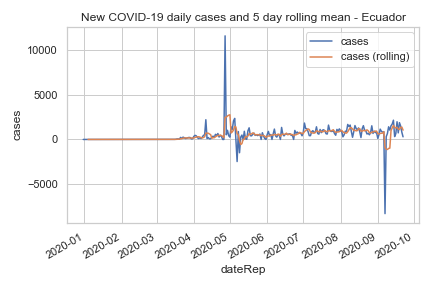 New COVID-19 daily cases and 5 day rolling mean - Ecuador
cases
cases (rolling)
10000
5000
0
−5000
cases
2020-01
2020-02
2020-03
2020-04
2020-05
2020-06
2020-07
2020-08
2020-09
2020-10
dateRep